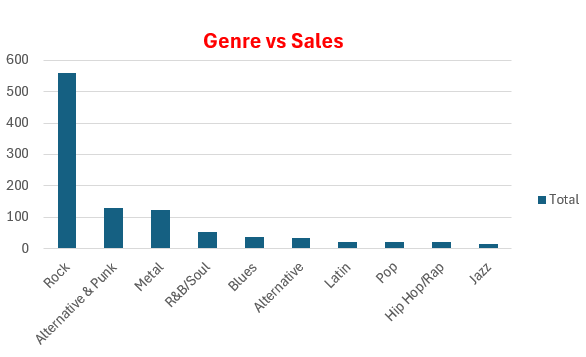 Genre vs Sales
600
500
400
300
200
100
0
Rock
Alternative & Punk
Metal
R&B/Soul
Blues
Alternative
Latin
Pop
Hip Hop/Rap
Jazz
Total